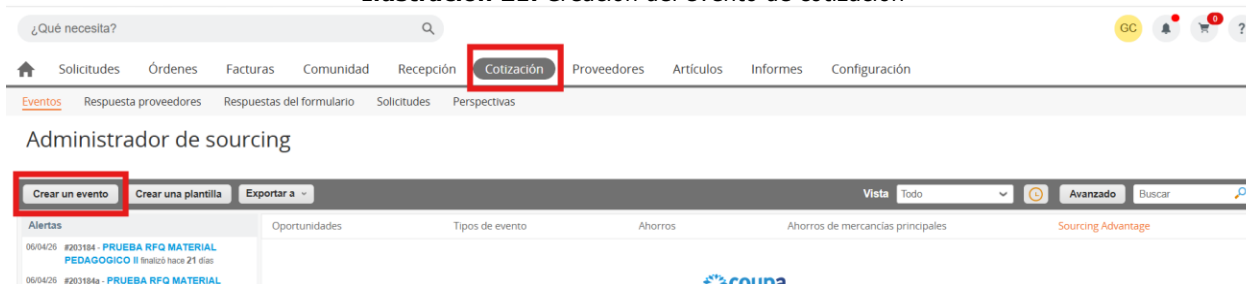 ¿Qué necesita?
GC
0
?
Solicitudes Órdenes Facturas Comunidad Recepción Cotización Proveedores Artículos Informes Configuración
Eventos Respuesta proveedores Respuestas del formulario Solicitudes Perspectivas
Administrador de sourcing
Crear un evento Crear una plantilla Exportar a Vista Todo Avanzado Buscar
Alertas Oportunidades Tipos de evento Ahorros Ahorros de mercancías principales Sourcing Advantage
06/04/26 #203184 - PRUEBA RFQ MATERIAL
PEDAGOGICO II finalizó hace 21 días
06/04/26 #203184a - PRUEBA RFQ MATERIAL
coupa